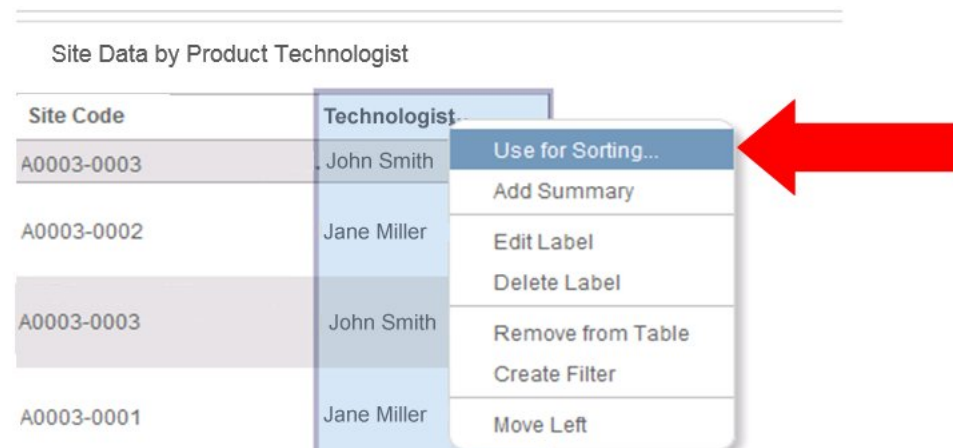 Site Data by Product Technologist
Site Code Technologist...
A0003-0003 . John Smith Use for Sorting...
Add Summary
A0003-0002 Jane Miller Edit Label
Delete Label
A0003-0003 John Smith Remove from Table
Create Filter
A0003-0001 Jane Miller Move Left